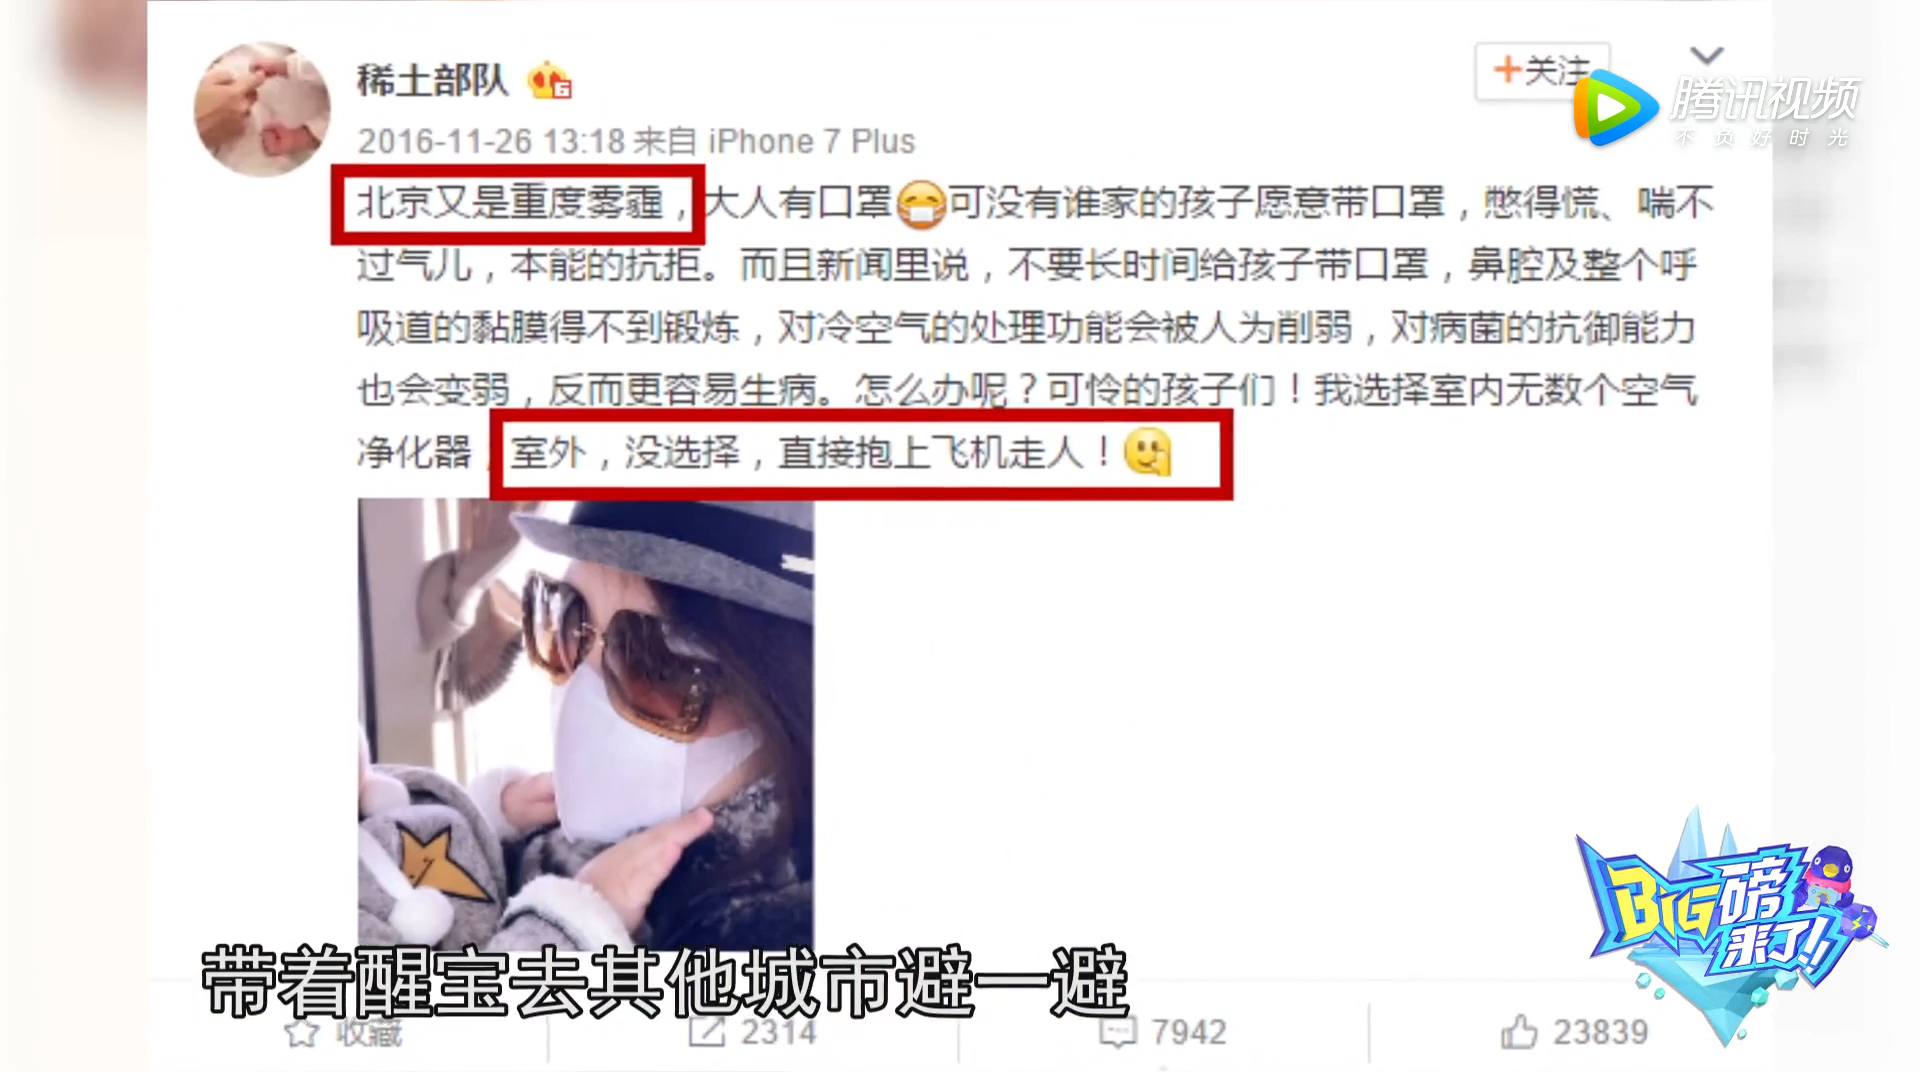 稀土部队
+关注
腾讯视频
不负好时光
2016-11-26 13:18 来自 iPhone 7 Plus
北京又是重度雾霾，大人有口罩可没有谁家的孩子愿意带口罩，憋得慌、喘不
过气儿，本能的抗拒。而且新闻里说，不要长时间给孩子带口罩，鼻腔及整个呼
吸道的黏膜得不到锻炼，对冷空气的处理功能会被人为削弱，对病菌的抗御能力
也会变弱，反而更容易生病。怎么办呢？可怜的孩子们！我选择室内无数个空气
净化器，室外，没选择，直接抱上飞机走人！
BIG磅
来了!!
带着醒宝去其他城市避一避
收藏
2314
7942
23839